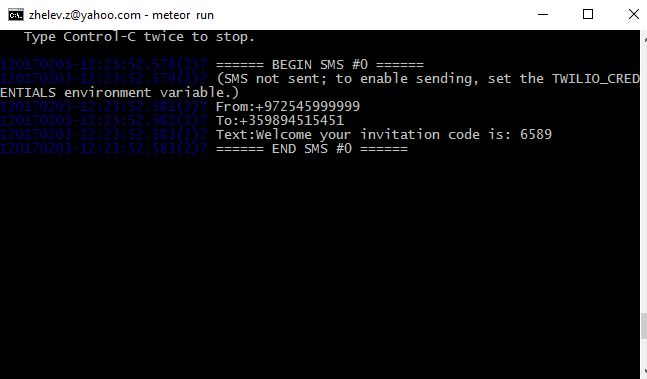 zhelev.z@yahoo.com - meteor run
Type Control-C twice to stop.
I20170203-12:23:52.578(2)? ====== BEGIN SMS #0 ======
I20170203-12:23:52.579(2)? (SMS not sent; to enable sending, set the TWILIO_CRED
ENTIALS environment variable.)
I20170203-12:23:52.581(2)? From:+972545999999
I20170203-12:23:52.582(2)? To:+359894515451
I20170203-12:23:52.583(2)? Text:Welcome your invitation code is: 6589
I20170203-12:23:52.583(2)? ====== END SMS #0 ======